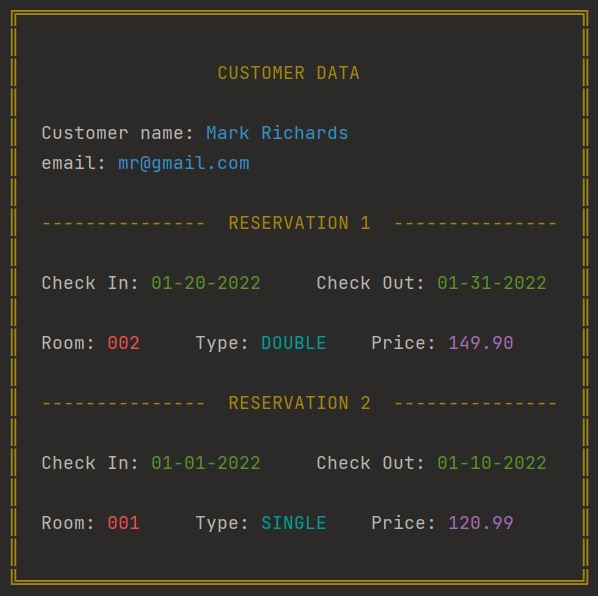 CUSTOMER DATA
Customer name: Mark Richards
email: mr@gmail.com
--------------- RESERVATION 1 ---------------
Check In: 01-20-2022 Check Out: 01-31-2022
Room: 002 Type: DOUBLE Price: 149.90
--------------- RESERVATION 2 ---------------
Check In: 01-01-2022 Check Out: 01-10-2022
Room: 001 Type: SINGLE Price: 120.99